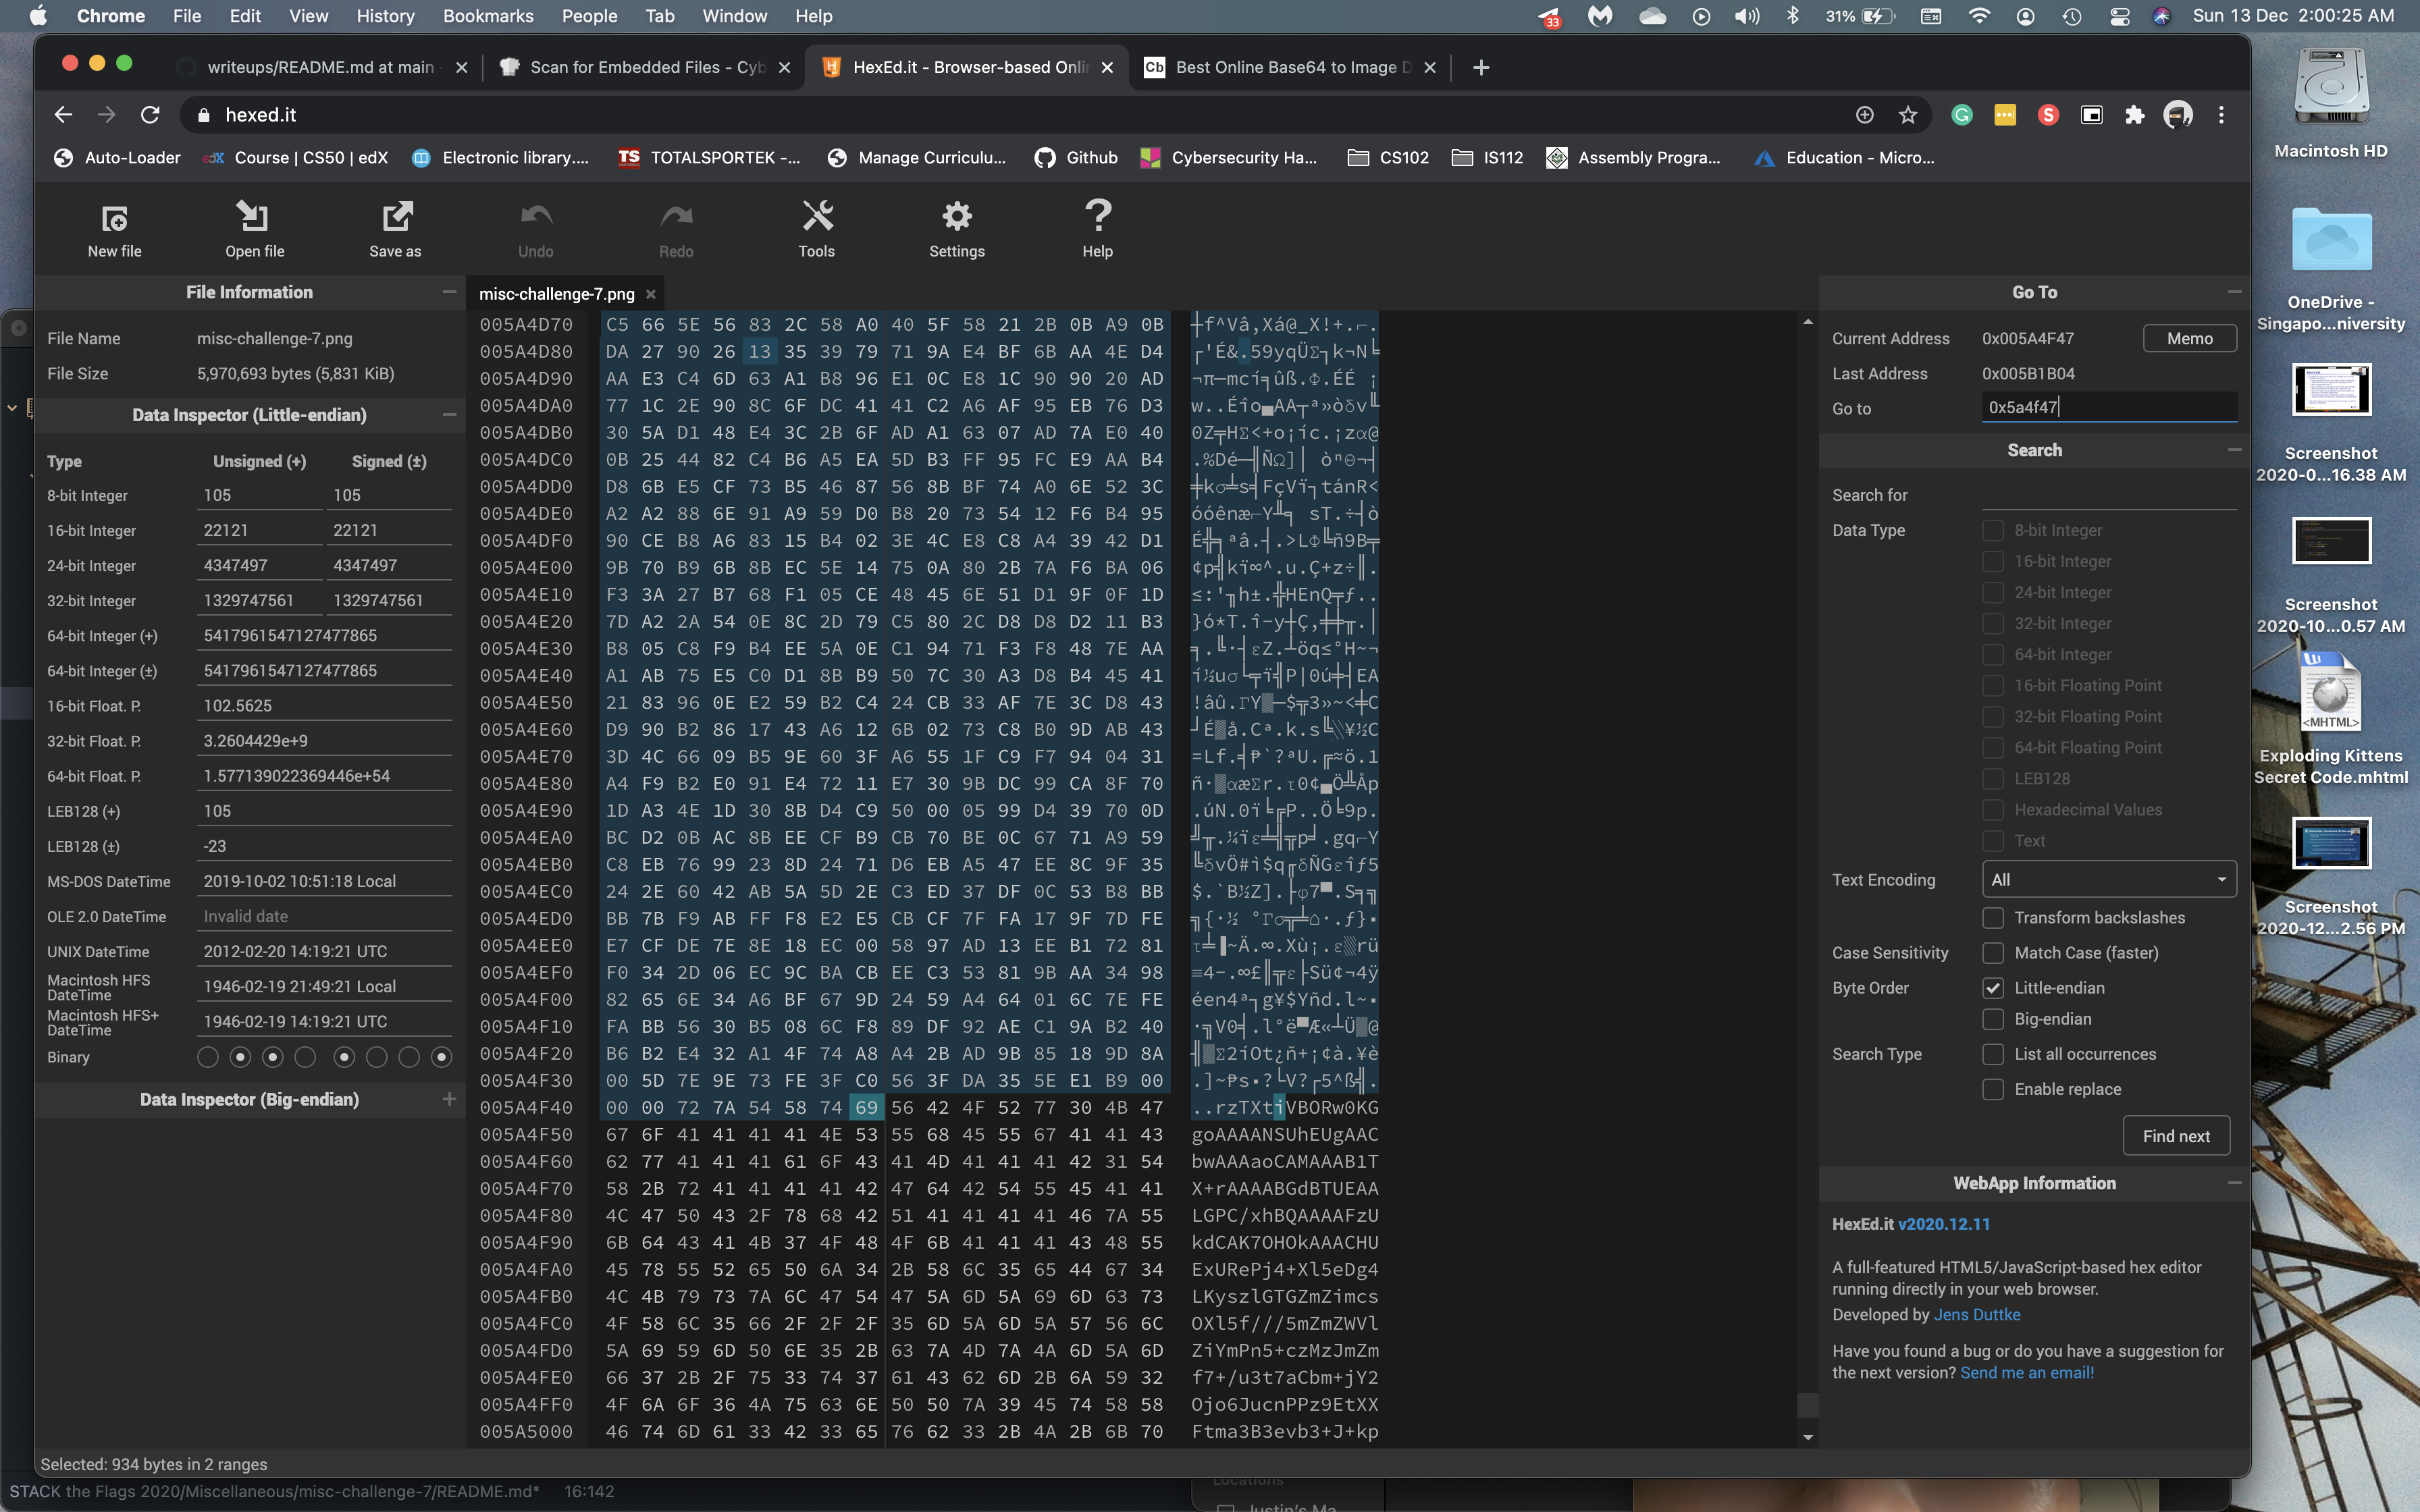 Chrome File Edit View History Bookmarks People Tab Window Help 33 31% Sun 13 Dec 2:00:25 AM
writeups/README.md at main
Scan for Embedded Files - Cyb
HexEd.it - Browser-based Onlin
Cb Best Online Base64 to Image D
hexed.it
Auto-Loader
edX Course | CS50 | edX
Electronic library....
TS TOTALSPORTEK -...
Manage Curriculu...
Github
Cybersecurity Ha...
CS102
IS112
Assembly Progra...
Education - Micro...
New file
Open file
Save as
Undo
Redo
Tools
Settings
Help
File Information
File Name misc-challenge-7.png
File Size 5,970,693 bytes (5,831 KiB)
Data Inspector (Little-endian)
Type Unsigned (+) Signed (±)
8-bit Integer 105 105
16-bit Integer 22121 22121
24-bit Integer 4347497 4347497
32-bit Integer 1329747561 1329747561
64-bit Integer (+) 5417961547127477865
64-bit Integer (±) 5417961547127477865
16-bit Float. P. 102.5625
32-bit Float. P. 3.2604429e+9
64-bit Float. P. 1.577139022369446e+54
LEB128 (+) 105
LEB128 (±) -23
MS-DOS DateTime 2019-10-02 10:51:18 Local
OLE 2.0 DateTime Invalid date
UNIX DateTime 2012-02-20 14:19:21 UTC
Macintosh HFS DateTime 1946-02-19 21:49:21 Local
Macintosh HFS+ DateTime 1946-02-19 14:19:21 UTC
Binary
Data Inspector (Big-endian)
misc-challenge-7.png
005A4D70 C5 66 5E 56 83 2C 58 A0 40 5F 58 21 2B 0B A9 0B
005A4D80 DA 27 90 26 13 35 39 79 71 9A E4 BF 6B AA 4E D4
005A4D90 AA E3 C4 6D 63 A1 B8 96 E1 0C E8 1C 90 90 20 AD
005A4DA0 77 1C 2E 90 8C 6F DC 41 41 C2 A6 AF 95 EB 76 D3
005A4DB0 30 5A D1 48 E4 3C 2B 6F AD A1 63 07 AD 7A E0 40
005A4DC0 0B 25 44 82 C4 B6 A5 EA 5D B3 FF 95 FC E9 AA B4
005A4DD0 D8 6B E5 CF 73 B5 46 87 56 8B BF 74 A0 6E 52 3C
005A4DE0 A2 A2 88 6E 91 A9 59 D0 B8 20 73 54 12 F6 B4 95
005A4DF0 90 CE B8 A6 83 15 B4 02 3E 4C E8 C8 A4 39 42 D1
005A4E00 9B 70 B9 6B 8B EC 5E 14 75 0A 80 2B 7A F6 BA 06
005A4E10 F3 3A 27 B7 68 F1 05 CE 48 45 6E 51 D1 9F 0F 1D
005A4E20 7D A2 2A 54 0E 8C 2D 79 C5 80 2C D8 D8 D2 11 B3
005A4E30 B8 05 C8 F9 B4 EE 5A 0E C1 94 71 F3 F8 48 7E AA
005A4E40 A1 AB 75 E5 C0 D1 8B B9 50 7C 30 A3 D8 B4 45 41
005A4E50 21 83 96 0E E2 59 B2 C4 24 CB 33 AF 7E 3C D8 43
005A4E60 D9 90 B2 86 17 43 A6 12 6B 02 73 C8 B0 9D AB 43
005A4E70 3D 4C 66 09 B5 9E 60 3F A6 55 1F C9 F7 94 04 31
005A4E80 A4 F9 B2 E0 91 E4 72 11 E7 30 9B DC 99 CA 8F 70
005A4E90 1D A3 4E 1D 30 8B D4 C9 50 00 05 99 D4 39 70 0D
005A4EA0 BC D2 0B AC 8B EE CF B9 CB 70 BE 0C 67 71 A9 59
005A4EB0 C8 EB 76 99 23 8D 24 71 D6 EB A5 47 EE 8C 9F 35
005A4EC0 24 2E 60 42 AB 5A 5D 2E C3 ED 37 DF 0C 53 B8 BB
005A4ED0 BB 7B F9 AB FF F8 E2 E5 CB CF 7F FA 17 9F 7D FE
005A4EE0 E7 CF DE 7E 8E 18 EC 00 58 97 AD 13 EE B1 72 81
005A4EF0 F0 34 2D 06 EC 9C BA CB EE C3 53 81 9B AA 34 98
005A4F00 82 65 6E 34 A6 BF 67 9D 24 59 A4 64 01 6C 7E FE
005A4F10 FA BB 56 30 B5 08 6C F8 89 DF 92 AE C1 9A B2 40
005A4F20 B6 B2 E4 32 A1 4F 74 A8 A4 2B AD 9B 85 18 9D 8A
005A4F30 00 5D 7E 9E 73 FE 3F C0 56 3F DA 35 5E E1 B9 00
005A4F40 00 00 72 7A 54 58 74 69 56 42 4F 52 77 30 4B 47 ..rzTXtiVBORw0KG
005A4F50 67 6F 41 41 41 41 4E 53 55 68 45 55 67 41 41 43 goAAAANSUhEUgAAC
005A4F60 62 77 41 41 41 61 6F 43 41 4D 41 41 41 42 31 54 bwAAAaoCAMAAAB1T
005A4F70 58 2B 72 41 41 41 41 42 47 64 42 54 55 45 41 41 X+rAAAABGdBTUEAA
005A4F80 4C 47 50 43 2F 78 68 42 51 41 41 41 41 46 7A 55 LGPC/xhBQAAAAFzU
005A4F90 6B 64 43 41 4B 37 4F 48 4F 6B 41 41 41 43 48 55 kdCAK7OHOkAAACHU
005A4FA0 45 78 55 52 65 50 6A 34 2B 58 6C 35 65 44 67 34 ExURePj4+Xl5eDg4
005A4FB0 4C 4B 79 73 7A 6C 47 54 47 5A 6D 5A 69 6D 63 73 LKyszlGTGZmZimcs
005A4FC0 4F 58 6C 35 66 2F 2F 2F 35 6D 5A 6D 5A 57 56 6C OXl5f///5mZmZWVl
005A4FD0 5A 69 59 6D 50 6E 35 2B 63 7A 4D 7A 4A 6D 5A 6D ZiYmPn5+czMzJmZm
005A4FE0 66 37 2B 2F 75 33 74 37 61 43 62 6D 2B 6A 59 32 f7+/u3t7aCbm+jY2
005A4FF0 4F 6A 6F 36 4A 75 63 6E 50 50 7A 39 45 74 58 58 Ojo6JucnPPz9EtXX
005A5000 46 74 6D 61 33 42 33 65 76 62 33 2B 4A 2B 6B 70 Ftma3B3evb3+J+kp
Selected: 934 bytes in 2 ranges
Go To
Current Address 0x005A4F47 Memo
Last Address 0x005B1B04
Go to 0x5a4f47
Search
Search for
Data Type 8-bit Integer
16-bit Integer
24-bit Integer
32-bit Integer
64-bit Integer
16-bit Floating Point
32-bit Floating Point
64-bit Floating Point
LEB128
Hexadecimal Values
Text
Text Encoding All
Transform backslashes
Case Sensitivity Match Case (faster)
Byte Order Little-endian
Big-endian
Search Type List all occurrences
Enable replace
Find next
WebApp Information
HexEd.it v2020.12.11
A full-featured HTML5/JavaScript-based hex editor
running directly in your web browser.
Developed by Jens Duttke
Have you found a bug or do you have a suggestion for
the next version? Send me an email!
Macintosh HD
OneDrive -
Singapo...niversity
Screenshot
2020-0...16.38 AM
Screenshot
2020-10...0.57 AM
<MHTML>
Exploding Kittens
Secret Code.mhtml
Screenshot
2020-12...2.56 PM
STACK the Flags 2020/Miscellaneous/misc-challenge-7/README.md* 16:142
Locations